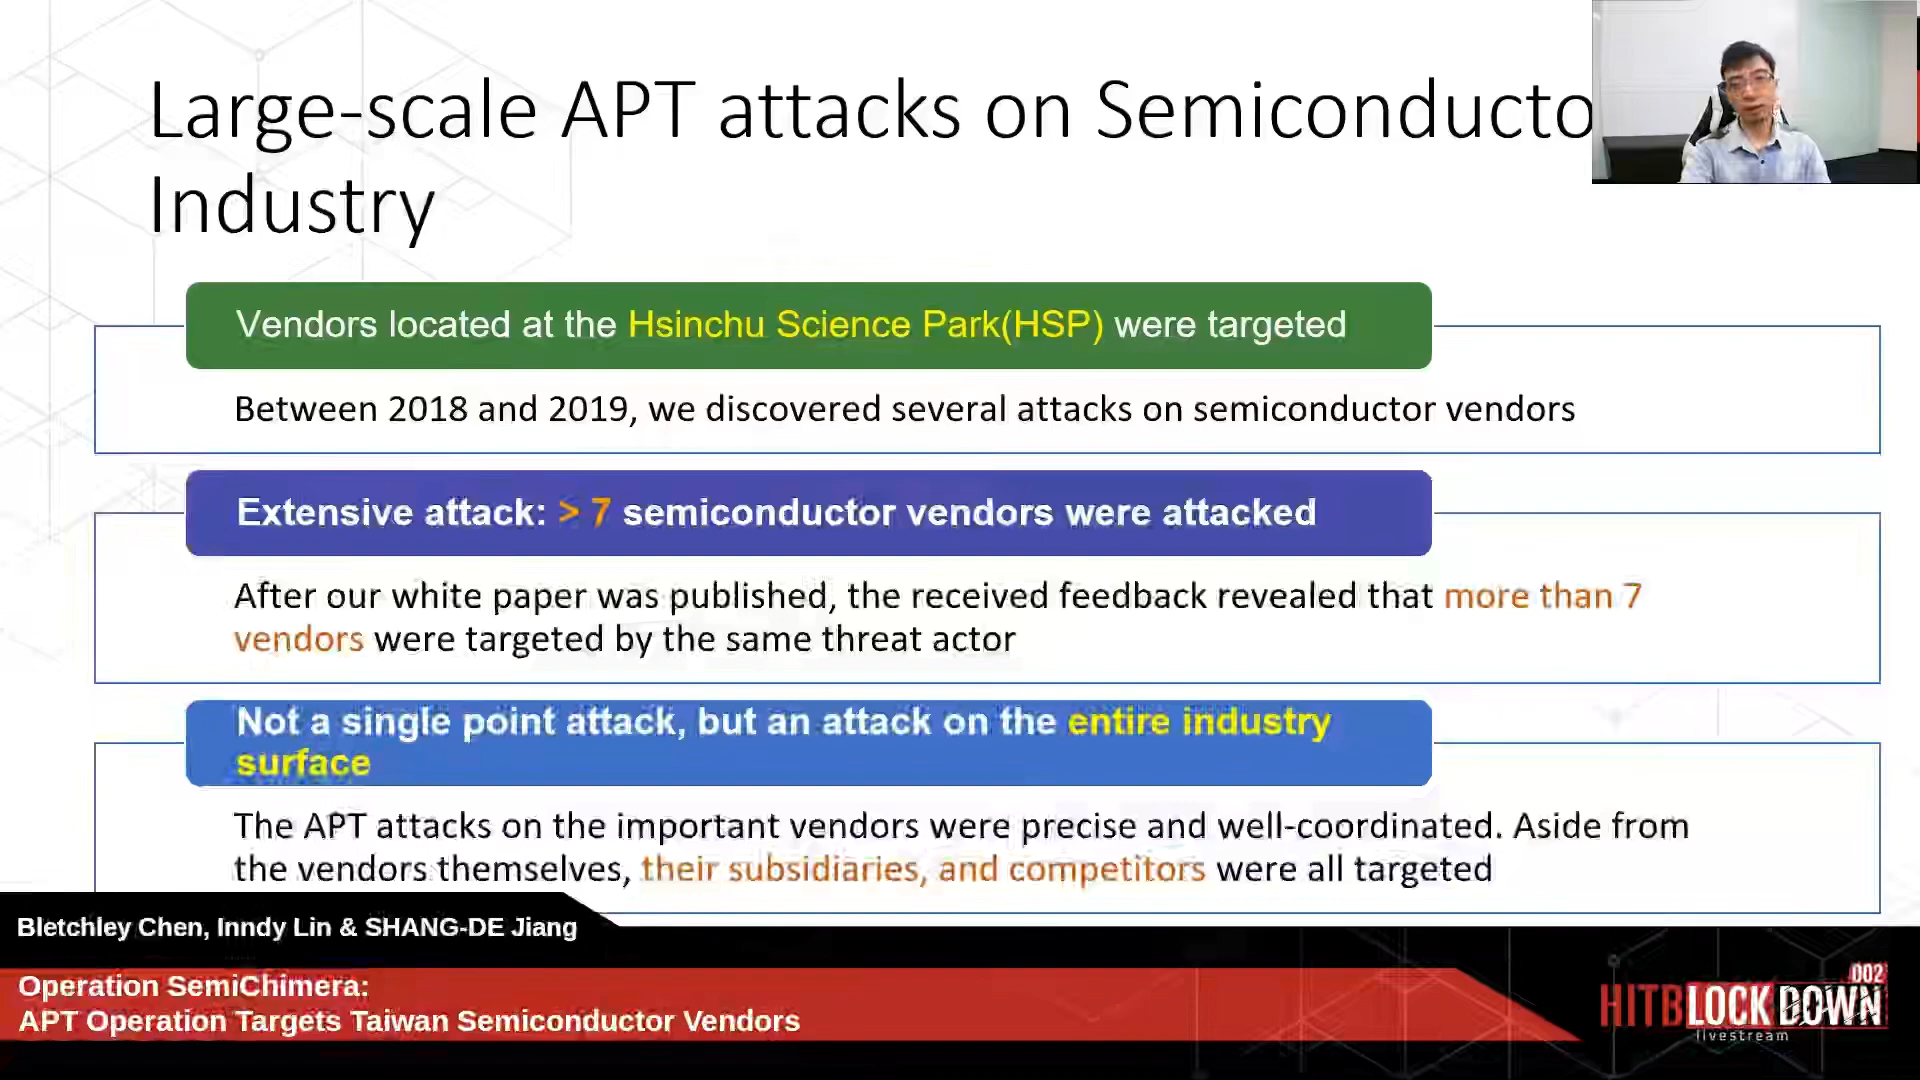 Large-scale APT attacks on Semiconducto
Industry
Vendors located at the Hsinchu Science Park(HSP) were targeted
Between 2018 and 2019, we discovered several attacks on semiconductor vendors
Extensive attack: > 7 semiconductor vendors were attacked
After our white paper was published, the received feedback revealed that more than 7
vendors were targeted by the same threat actor
Not a single point attack, but an attack on the entire industry
surface
The APT attacks on the important vendors were precise and well-coordinated. Aside from
the vendors themselves, their subsidiaries, and competitors were all targeted
Bletchley Chen, Inndy Lin & SHANG-DE Jiang
Operation SemiChimera:
APT Operation Targets Taiwan Semiconductor Vendors
002
HITBLOCKDOWN
livestream